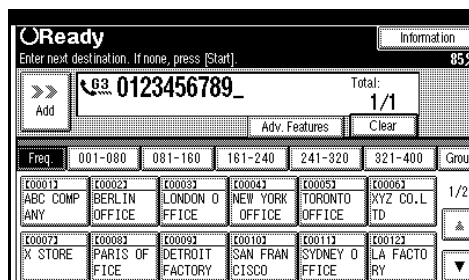 Ready
Information
Enter next destination. If none, press [Start].
85%
Add
63 0123456789_
Total:
1/1
Adv. Features
Clear
Freq.
001-080
081-160
161-240
241-320
321-400
Grou
[0001]
ABC COMP
ANY
[0002]
BERLIN
OFFICE
[0003]
LONDON O
FFICE
[0004]
NEW YORK
OFFICE
[0005]
TORONTO
OFFICE
[0006]
XYZ CO.L
TD
1/2
[0007]
X STORE
[0008]
PARIS OF
FICE
[0009]
DETROIT
FACTORY
[0010]
SAN FRAN
CISCO
[0011]
SYDNEY O
FFICE
[0012]
LA FACTO
RY